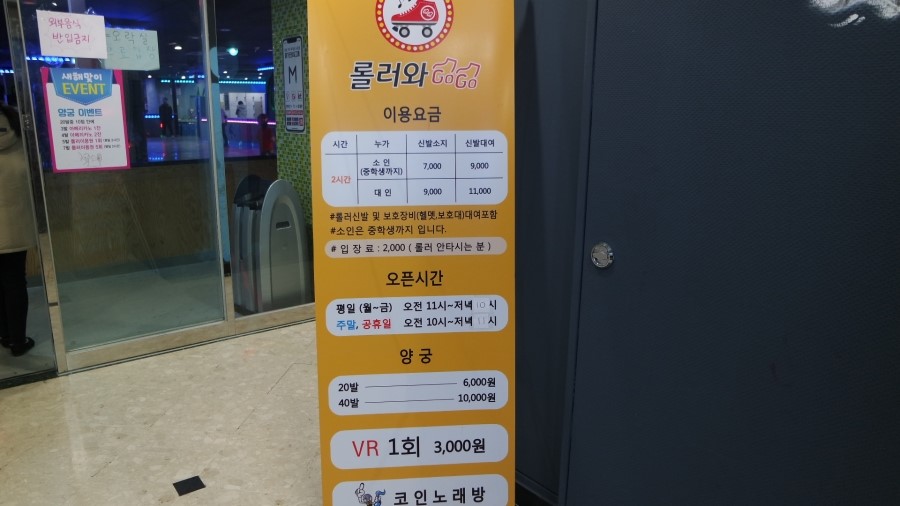 외부음식
반입금지
새해맞이
EVENT
양궁 이벤트
롤러와 GoGo
이용요금
시간 누가 신발소지 신발대여
2시간 소 인 (중학생까지) 7,000 9,000
대 인 9,000 11,000
#롤러신발 및 보호장비(헬멧,보호대)대여포함
#소인은 중학생까지 입니다.
# 입 장 료 : 2,000 ( 롤러 안타시는 분 )
오픈시간
평일 (월~금) 오전 11시~저녁 10 시
주말, 공휴일 오전 10시~저녁 11 시
양 궁
20발 6,000원
40발 10,000원
VR 1회 3,000원
코인노래방